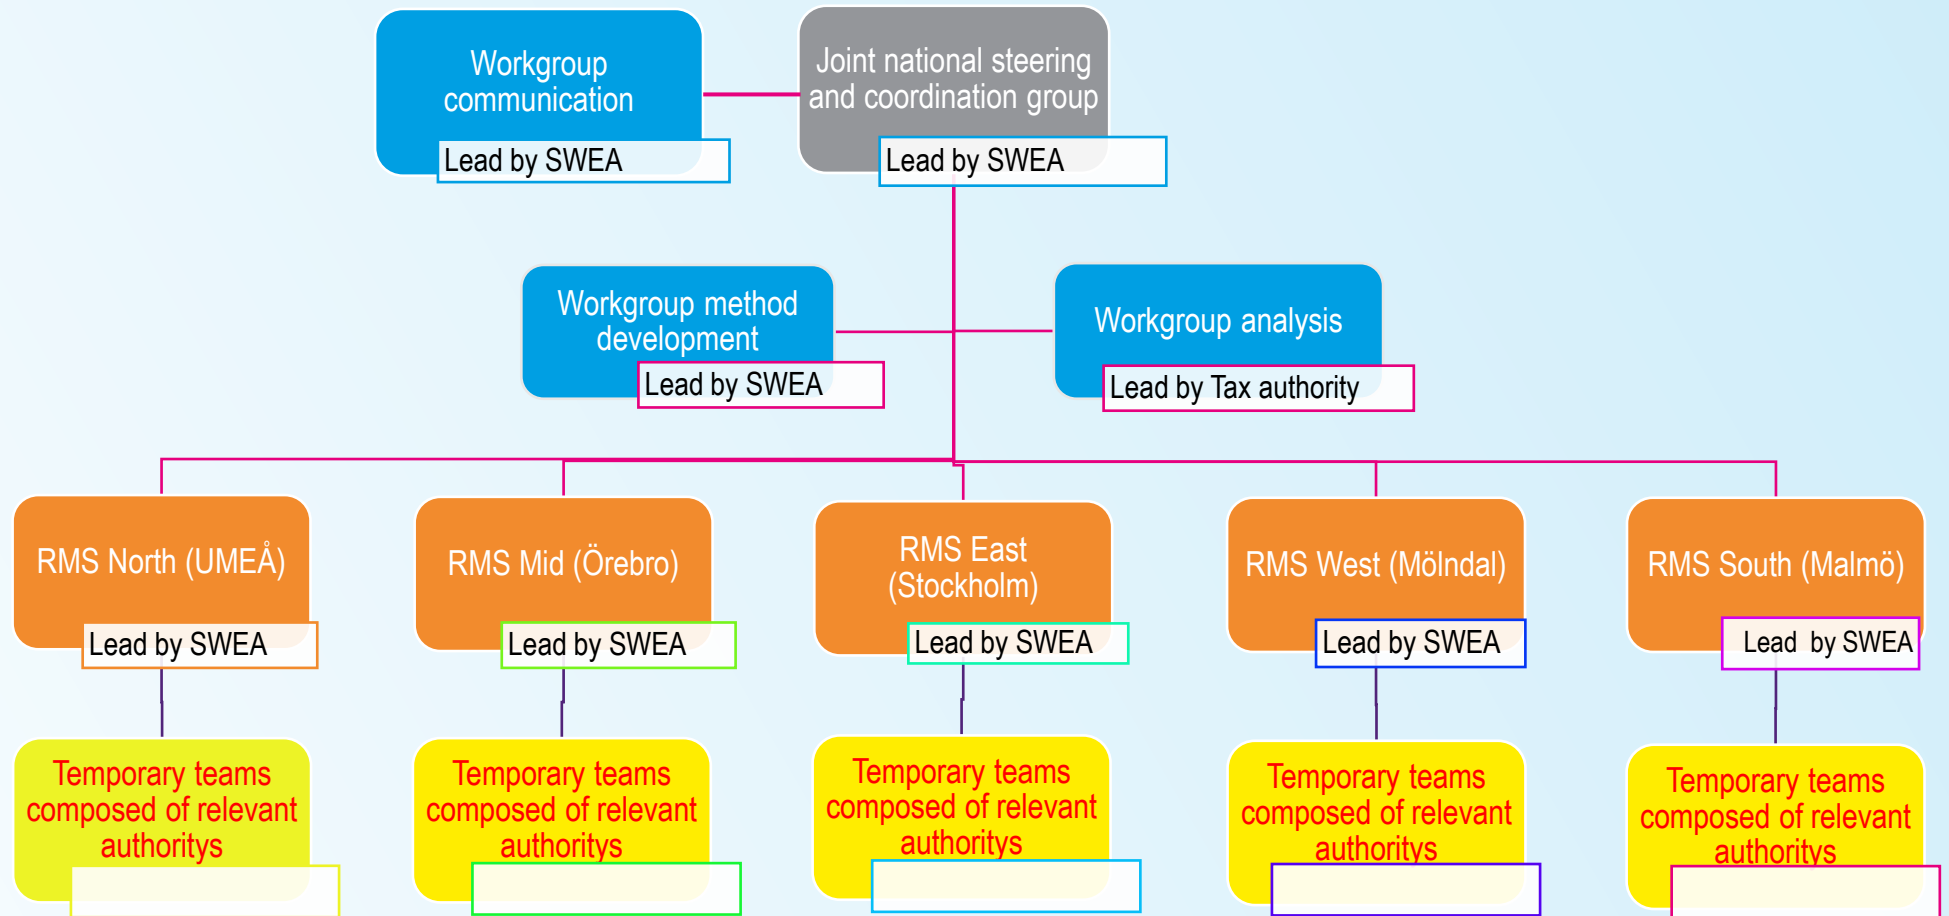 Workgroup
communication
Lead by SWEA
Joint national steering
and coordination group
Lead by SWEA
Workgroup method
development
Lead by SWEA
Workgroup analysis
Lead by Tax authority
RMS North (UMEÅ)
Lead by SWEA
RMS Mid (Örebro)
Lead by SWEA
RMS East
(Stockholm)
Lead by SWEA
RMS West (Mölndal)
Lead by SWEA
RMS South (Malmö)
Lead by SWEA
Temporary teams
composed of relevant
authoritys
Temporary teams
composed of relevant
authoritys
Temporary teams
composed of relevant
authoritys
Temporary teams
composed of relevant
authoritys
Temporary teams
composed of relevant
authoritys